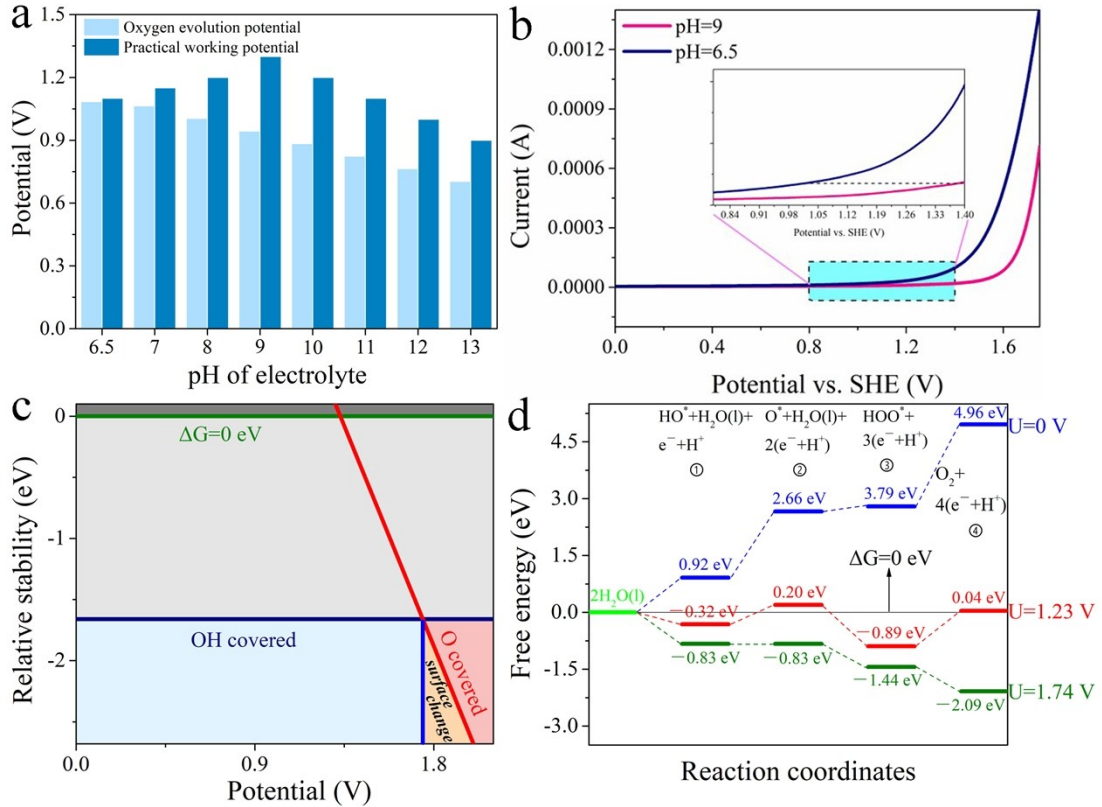 a
1.5
1.2
0.9
0.6
0.3
0.0
Potential (V)
Oxygen evolution potential
Practical working potential
6.5 7 8 9 10 11 12 13
pH of electrolyte
b
0.0012
0.0009
0.0006
0.0003
0.0000
Current (A)
pH=9
pH=6.5
0.84 0.91 0.98 1.05 1.12 1.19 1.26 1.33 1.40
Potential vs. SHE (V)
0.0 0.4 0.8 1.2 1.6
Potential vs. SHE (V)
c
0
-1
-2
Relative stability (eV)
ΔG=0 eV
OH covered
O covered
surface
change
0.0 0.9 1.8
Potential (V)
d
4.5
3.0
1.5
0.0
-1.5
-3.0
Free energy (eV)
HO*+H2O(l)+
e−+H+
①
O*+H2O(l)+
2(e−+H+)
②
HOO*+
3(e−+H+)
③
O2+
4(e−+H+)
④
4.96 eV
U=0 V
3.79 eV
2.66 eV
0.92 eV
ΔG=0 eV
2H2O(l)
−0.32 eV
0.20 eV
−0.89 eV
0.04 eV
U=1.23 V
−0.83 eV
−0.83 eV
−1.44 eV
−2.09 eV
U=1.74 V
Reaction coordinates